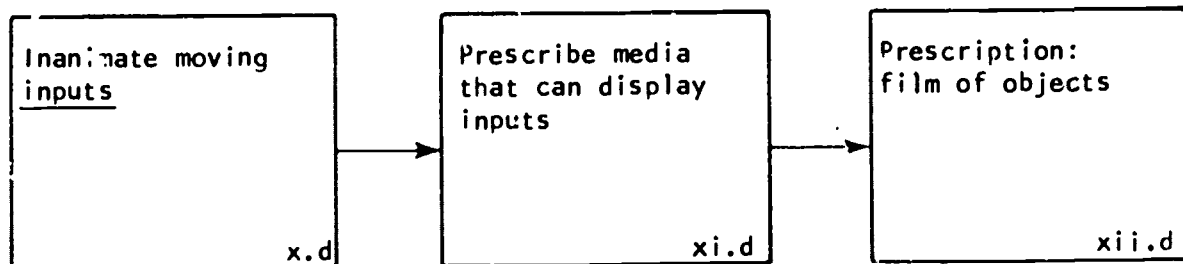 Inanimate moving
inputs
x.d
Prescribe media
that can display
inputs
xi.d
Prescription:
film of objects
xii.d